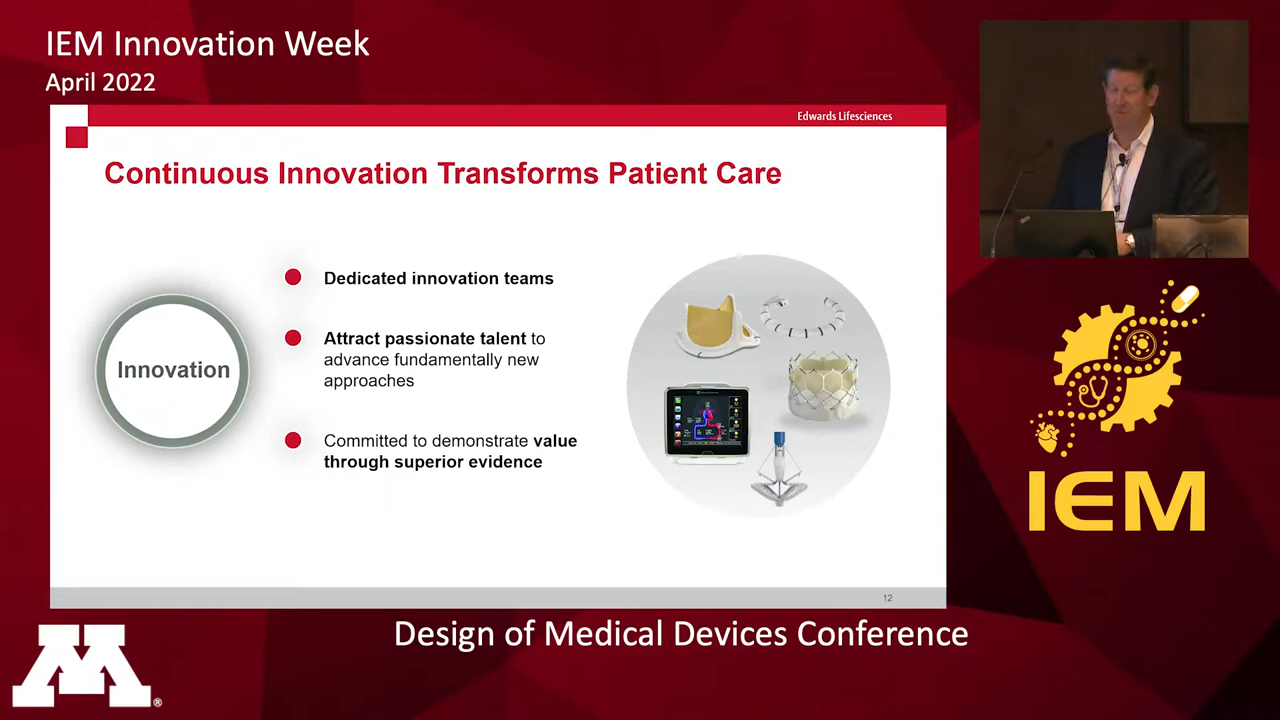 IEM Innovation Week
April 2022
Edwards Lifesciences
Continuous Innovation Transforms Patient Care
Innovation
Dedicated innovation teams
Attract passionate talent to
advance fundamentally new
approaches
Committed to demonstrate value
through superior evidence
12
IEM
Design of Medical Devices Conference
M®